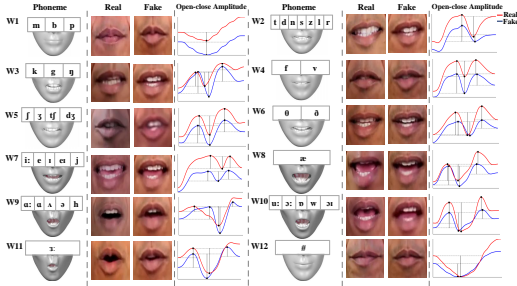 Phoneme Real Fake Open-close Amplitude Phoneme Real Fake Open-close Amplitude
W1 m b p
W2 t d n s z l r
Real
Fake
W3 k g ŋ
W4 f v
W5 ʃ ʒ tʃ dʒ
W6 θ ð
W7 i: e ɪ eɪ j
W8 æ
W9 ɑ: ɑ ʌ ə h
W10 u: ɔ: ɒ w ɔɪ
W11 ɜ:
W12 #